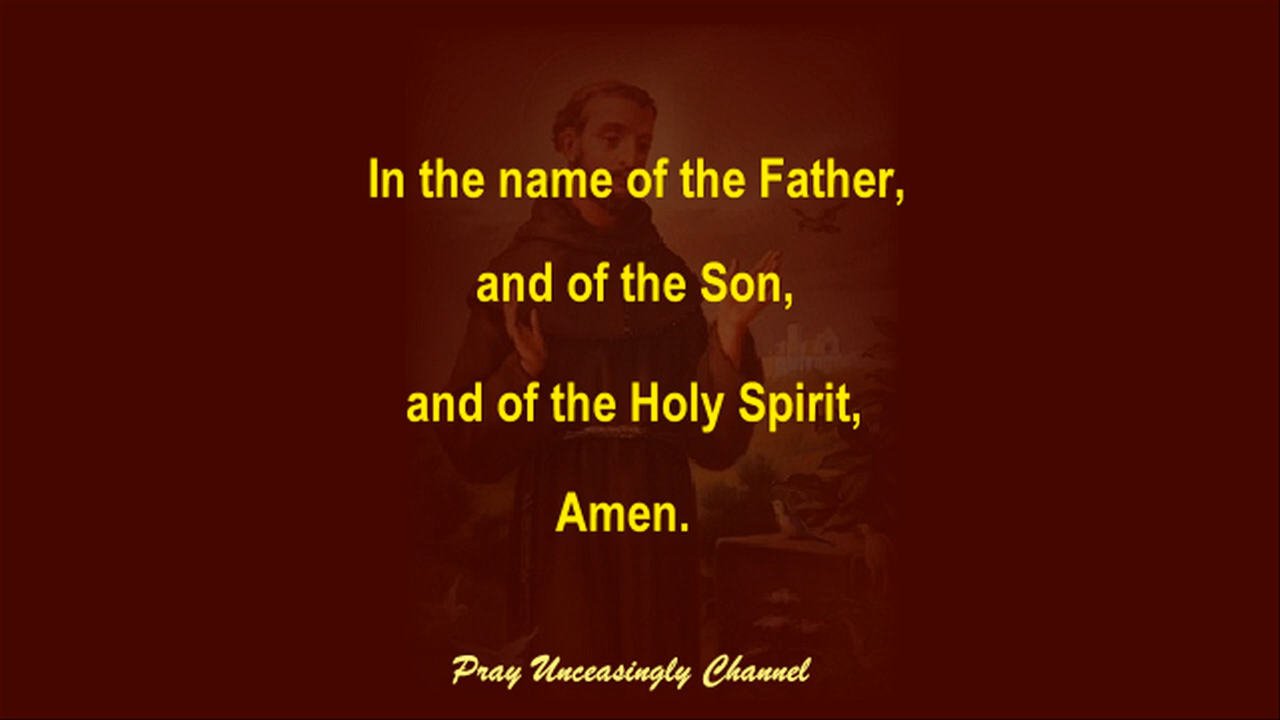 In the name of the Father,
and of the Son,
and of the Holy Spirit,
Amen.
Pray Unceasingly Channel